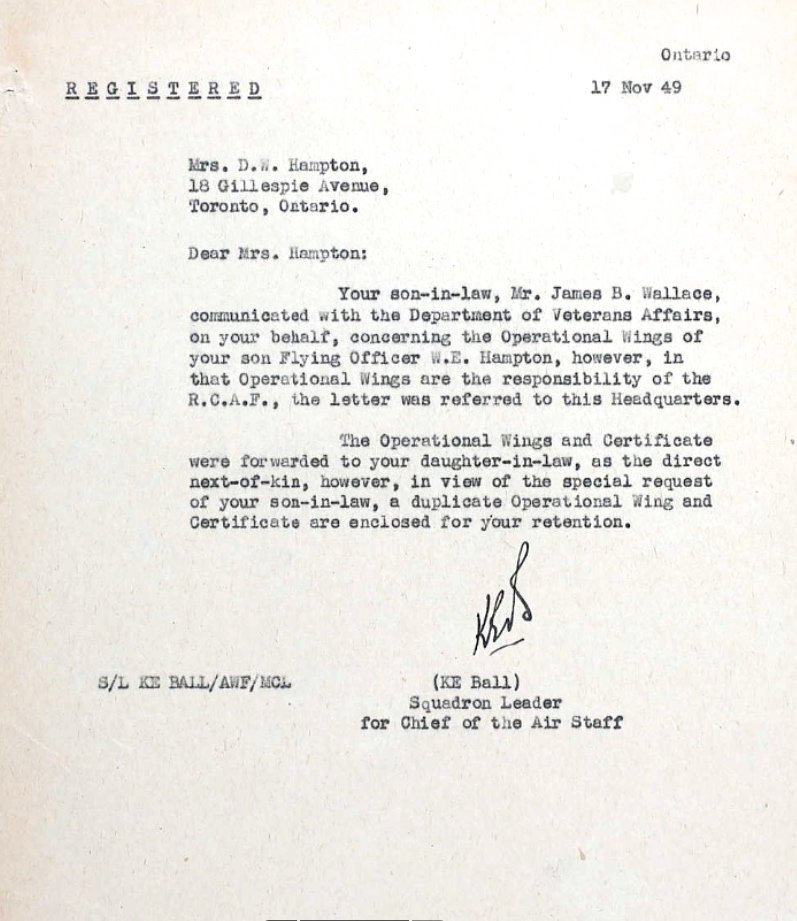 Ontario
REGISTERED
17 Nov 49
Mrs. D.W. Hampton,
18 Gillespie Avenue,
Toronto, Ontario.
Dear Mrs. Hampton:
Your son-in-law, Mr. James B. Wallace,
communicated with the Department of Veterans Affairs,
on your behalf, concerning the Operational Wings of
your son Flying Officer W.E. Hampton, however, in
that Operational Wings are the responsibility of the
R.C.A.F., the letter was referred to this Headquarters.
The Operational Wings and Certificate
were forwarded to your daughter-in-law, as the direct
next-of-kin, however, in view of the special request
of your son-in-law, a duplicate Operational Wing and
Certificate are enclosed for your retention.
S/L KE BALL/AWF/MCL
(KE Ball)
Squadron Leader
for Chief of the Air Staff